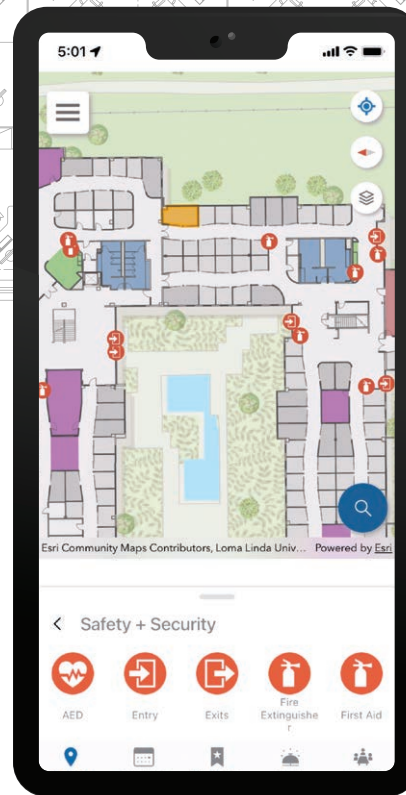 5:01
Esri Community Maps Contributors, Loma Linda Univ... Powered by Esri
Safety + Security
AED Entry Exits Fire Extinguishe r First Aid